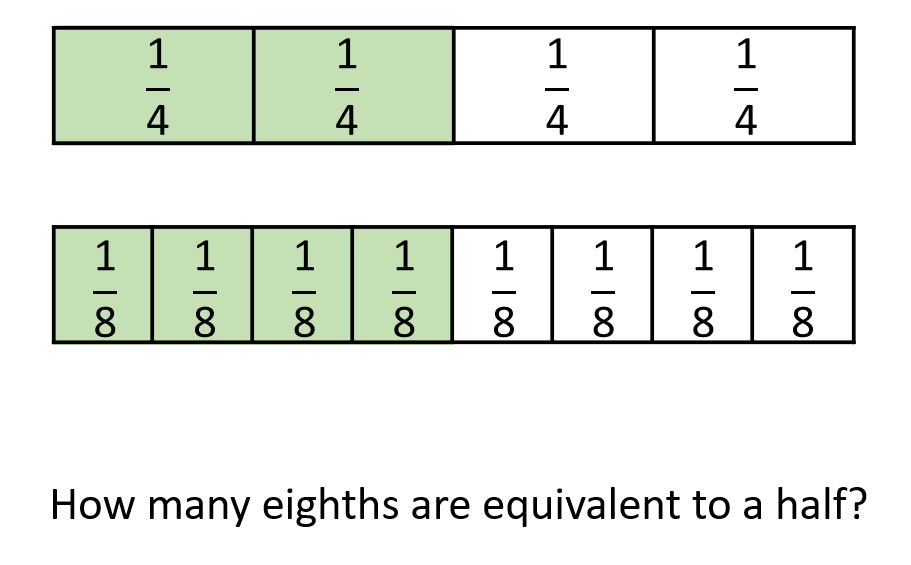 1 1 1 1
4 4 4 4
1 1 1 1 1 1 1 1
8 8 8 8 8 8 8 8
How many eighths are equivalent to a half?